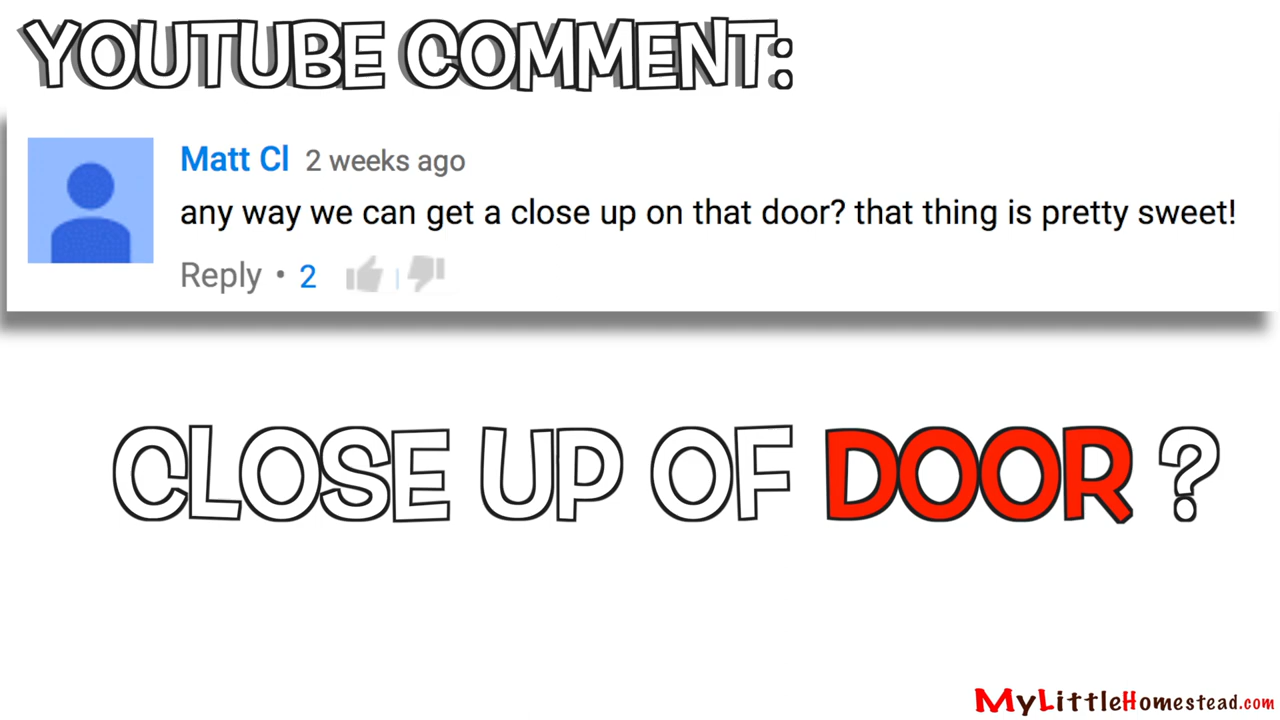 YOUTUBE COMMENT:
Matt Cl 2 weeks ago
any way we can get a close up on that door? that thing is pretty sweet!
Reply • 2
CLOSE UP OF DOOR ?
MyLittleHomestead.com